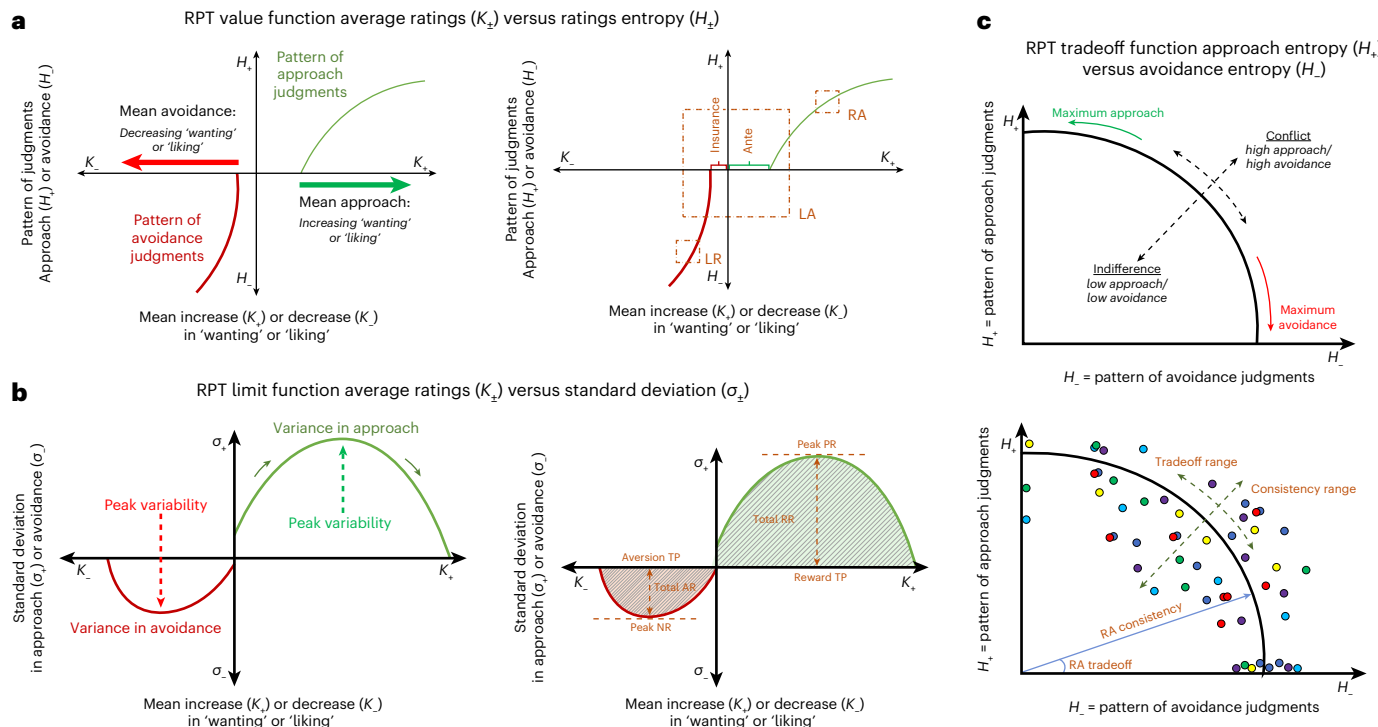 a
RPT value function average ratings (K±) versus ratings entropy (H±)
Pattern of judgments
Approach (H+) or avoidance (H–)
H+
Pattern of
approach
judgments
Mean avoidance:
Decreasing ‘wanting’
or ‘liking’
K–
K+
Mean approach:
Increasing ‘wanting’
or ‘liking’
Pattern of
avoidance
judgments
H–
Mean increase (K+) or decrease (K–)
in ‘wanting’ or ‘liking’
Pattern of judgments
Approach (H+) or avoidance (H–)
H+
Insurance
Ante
RA
K–
K+
LA
LR
H–
Mean increase (K+) or decrease (K–)
in ‘wanting’ or ‘liking’
b
RPT limit function average ratings (K±) versus standard deviation (σ±)
Standard deviation
in approach (σ+) or avoidance (σ–)
σ+
Variance in approach
Peak variability
Peak variability
K–
K+
Variance in avoidance
σ–
Mean increase (K+) or decrease (K–)
in ‘wanting’ or ‘liking’
Standard deviation
in approach (σ+) or avoidance (σ–)
σ+
Peak PR
Total RR
Aversion TP
K–
Reward TP
K+
Total AR
Peak NR
σ–
Mean increase (K+) or decrease (K–)
in ‘wanting’ or ‘liking’
c
RPT tradeoff function approach entropy (H+)
versus avoidance entropy (H–)
H+ = pattern of approach judgments
H+
Maximum approach
Conflict
high approach/
high avoidance
Indifference
low approach/
low avoidance
Maximum
avoidance
H–
H– = pattern of avoidance judgments
H+ = pattern of approach judgments
H+
Tradeoff range
Consistency range
RA consistency
RA tradeoff
H–
H– = pattern of avoidance judgments